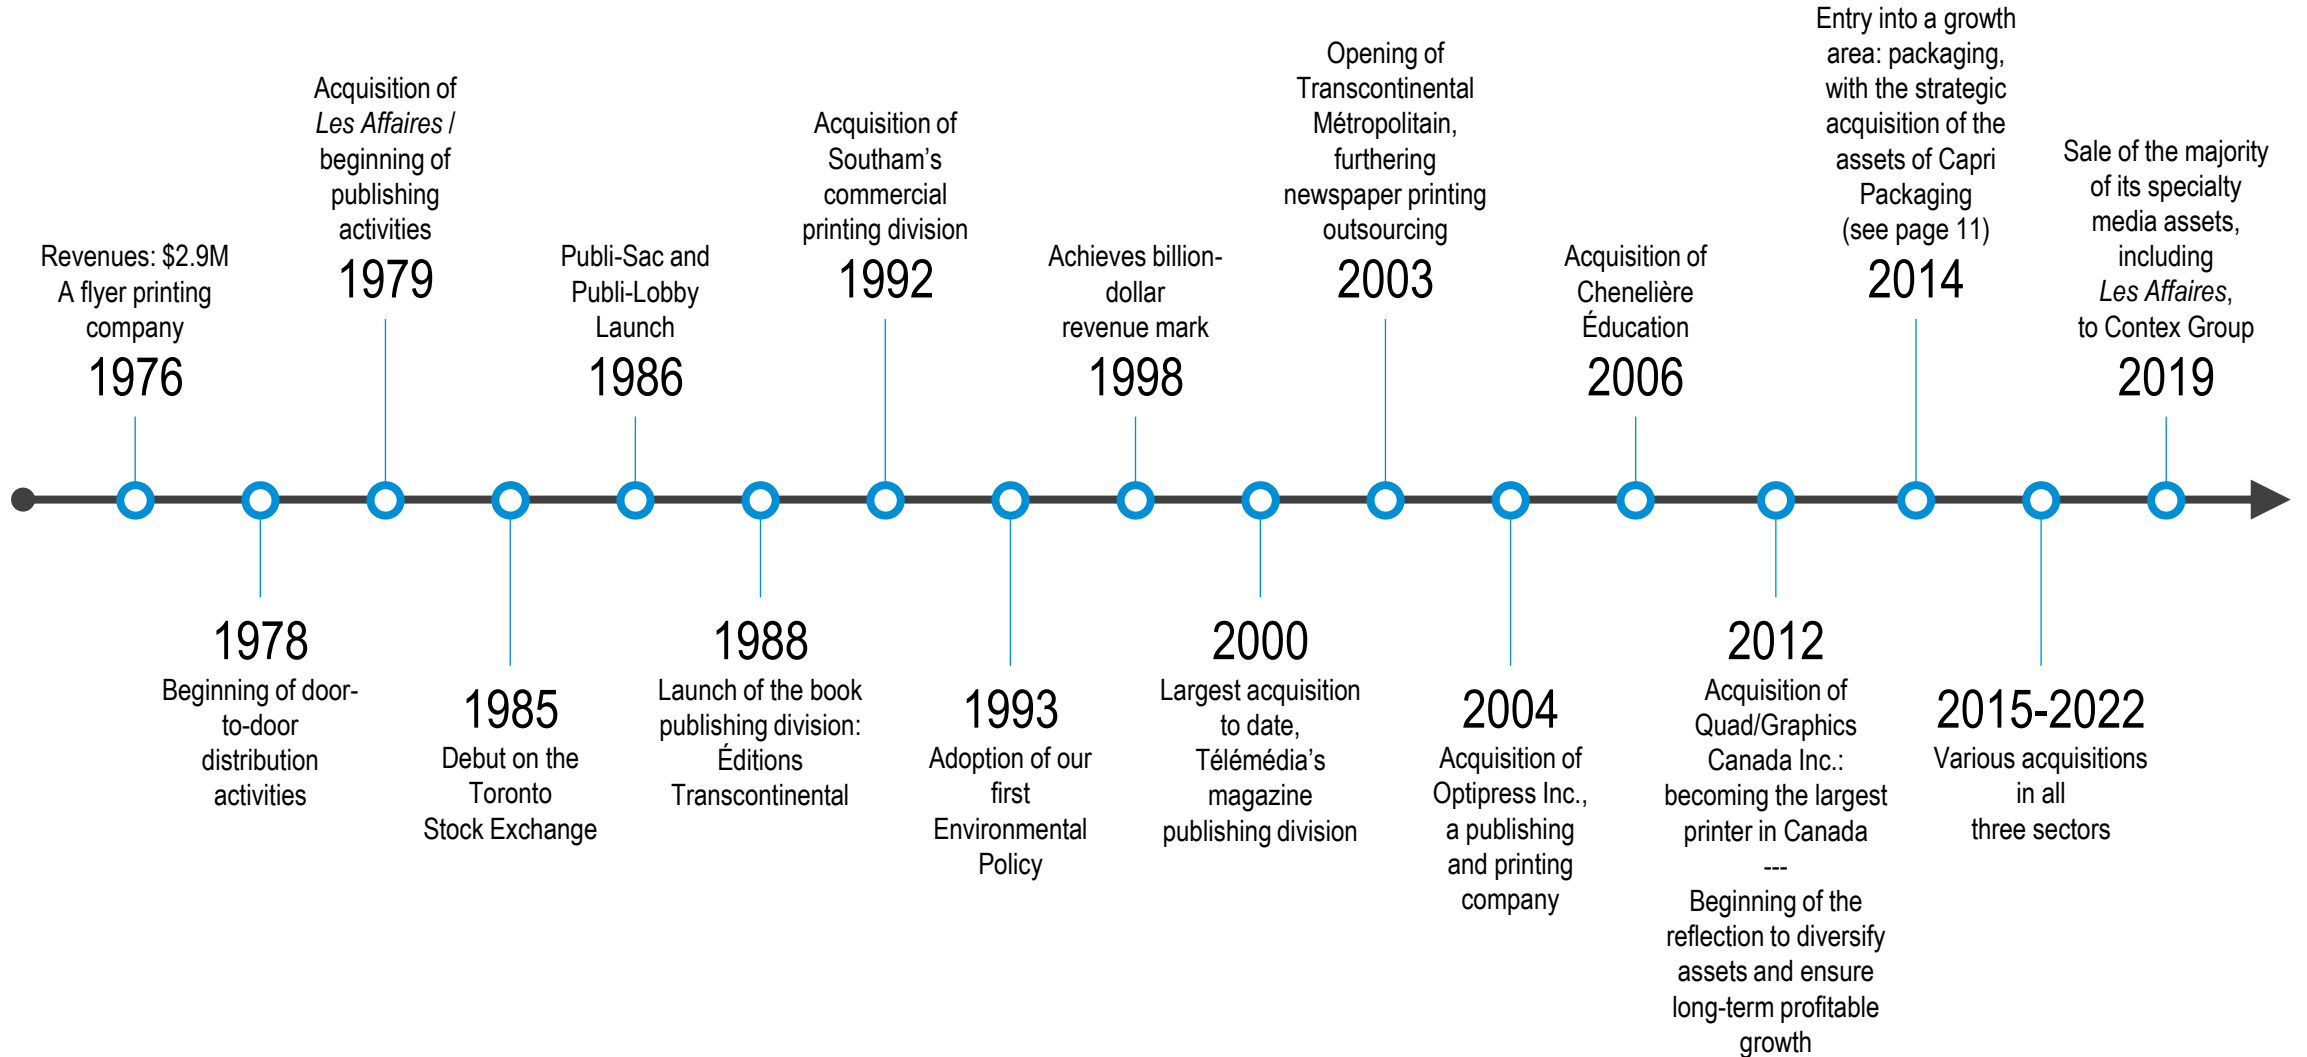 Revenues: $2.9M
A flyer printing
company
1976
1978
Beginning of door-
to-door
distribution
activities
Acquisition of
Les Affaires /
beginning of
publishing
activities
1979
1985
Debut on the
Toronto
Stock Exchange
Publi-Sac and
Publi-Lobby
Launch
1986
1988
Launch of the book
publishing division:
Éditions
Transcontinental
Acquisition of
Southam’s
commercial
printing division
1992
1993
Adoption of our
first
Environmental
Policy
Achieves billion-
dollar
revenue mark
1998
2000
Largest acquisition
to date,
Télémédia’s
magazine
publishing division
Opening of
Transcontinental
Métropolitain,
furthering
newspaper printing
outsourcing
2003
2004
Acquisition of
Optipress Inc.,
a publishing
and printing
company
Acquisition of
Chenelière
Éducation
2006
2012
Acquisition of
Quad/Graphics
Canada Inc.:
becoming the largest
printer in Canada
---
Beginning of the
reflection to diversify
assets and ensure
long-term profitable
growth
Entry into a growth
area: packaging,
with the strategic
acquisition of the
assets of Capri
Packaging
(see page 11)
2014
2015-2022
Various acquisitions
in all
three sectors
Sale of the majority
of its specialty
media assets,
including
Les Affaires,
to Contex Group
2019